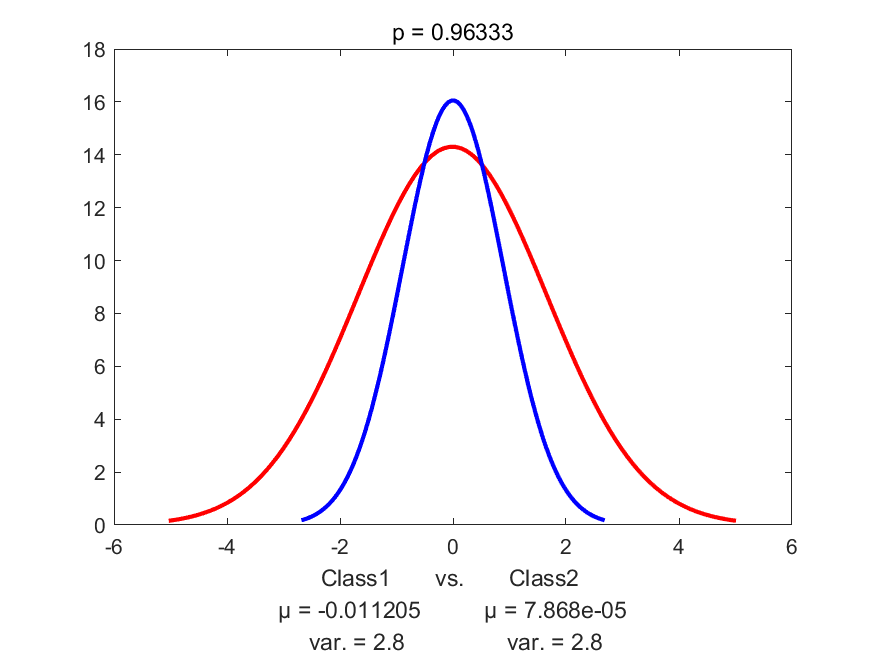 p = 0.96333
18
16
14
12
10
8
6
4
2
0
-6 -4 -2 0 2 4 6
Class1 vs. Class2
μ = -0.011205 μ = 7.868e-05
var. = 2.8 var. = 2.8